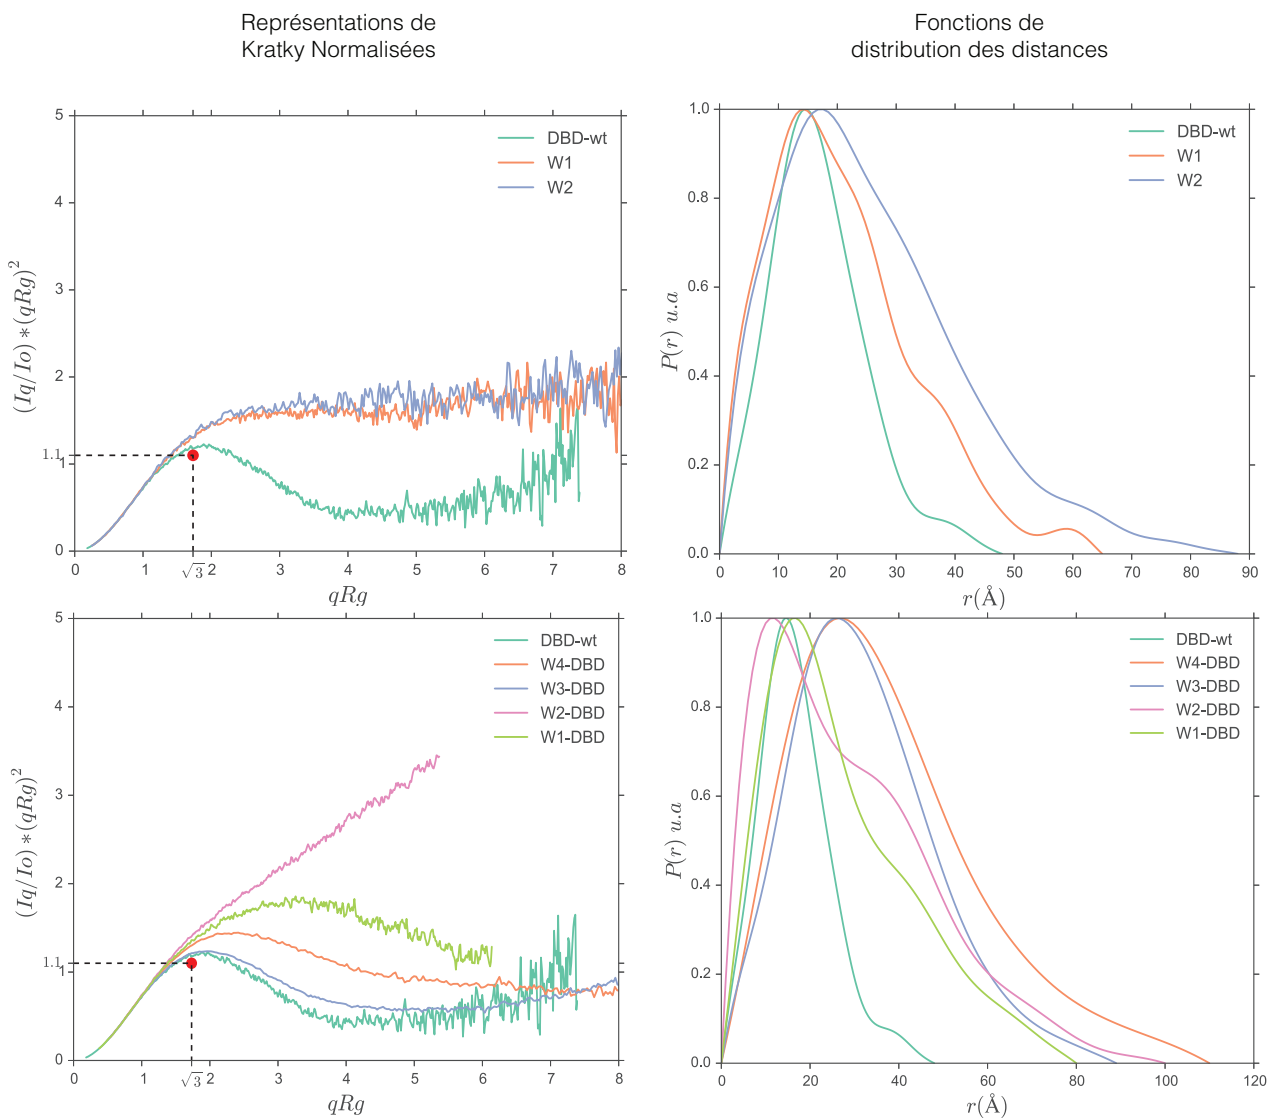 Représentations de
Kratky Normalisées
Fonctions de
distribution des distances
5
4
3
2
1.1
1
0
0 1 √3 2 3 4 5 6 7 8
(Iq/Io) * (qRg)²
qRg
DBD-wt
W1
W2
1.0
0.8
0.6
0.4
0.2
0.0
0 10 20 30 40 50 60 70 80 90
P(r) u.a
r(Å)
DBD-wt
W1
W2
5
4
3
2
1.1
1
0
0 1 √3 2 3 4 5 6 7 8
(Iq/Io) * (qRg)²
qRg
DBD-wt
W4-DBD
W3-DBD
W2-DBD
W1-DBD
1.0
0.8
0.6
0.4
0.2
0.0
0 20 40 60 80 100 120
P(r) u.a
r(Å)
DBD-wt
W4-DBD
W3-DBD
W2-DBD
W1-DBD